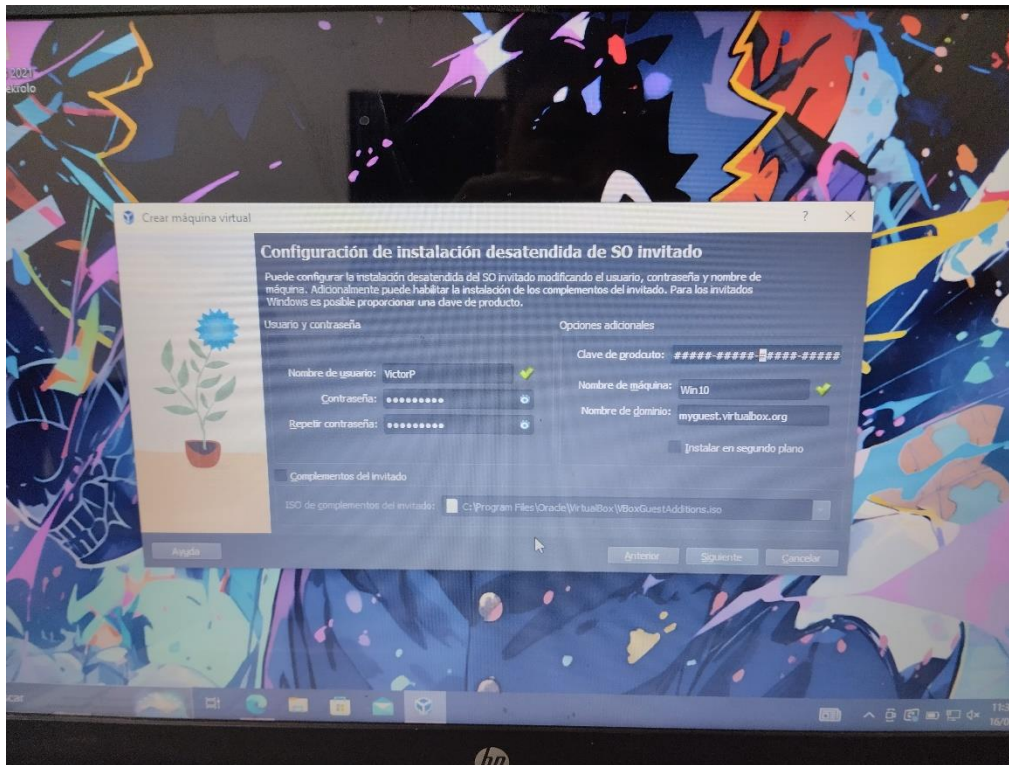 2021
Crear máquina virtual
?
Configuración de instalación desatendida de SO invitado
Puede configurar la instalación desatendida del SO invitado modificando el usuario, contraseña y nombre de
máquina. Adicionalmente puede habilitar la instalación de los complementos del invitado. Para los invitados
Windows es posible proporcionar una clave de producto.
Usuario y contraseña
Nombre de usuario: VictorP
Contraseña: •••••••••
Repetir contraseña: •••••••••
Opciones adicionales
Clave de prodcuto: #####-#####-#####-#####
Nombre de máquina: Win10
Nombre de dominio: myguest.virtualbox.org
Instalar en segundo plano
Complementos del invitado
ISO de complementos del invitado: C:\Program Files\Oracle\VirtualBox\VBoxGuestAdditions.iso
Ayuda
Anterior
Siguiente
Cancelar
hp